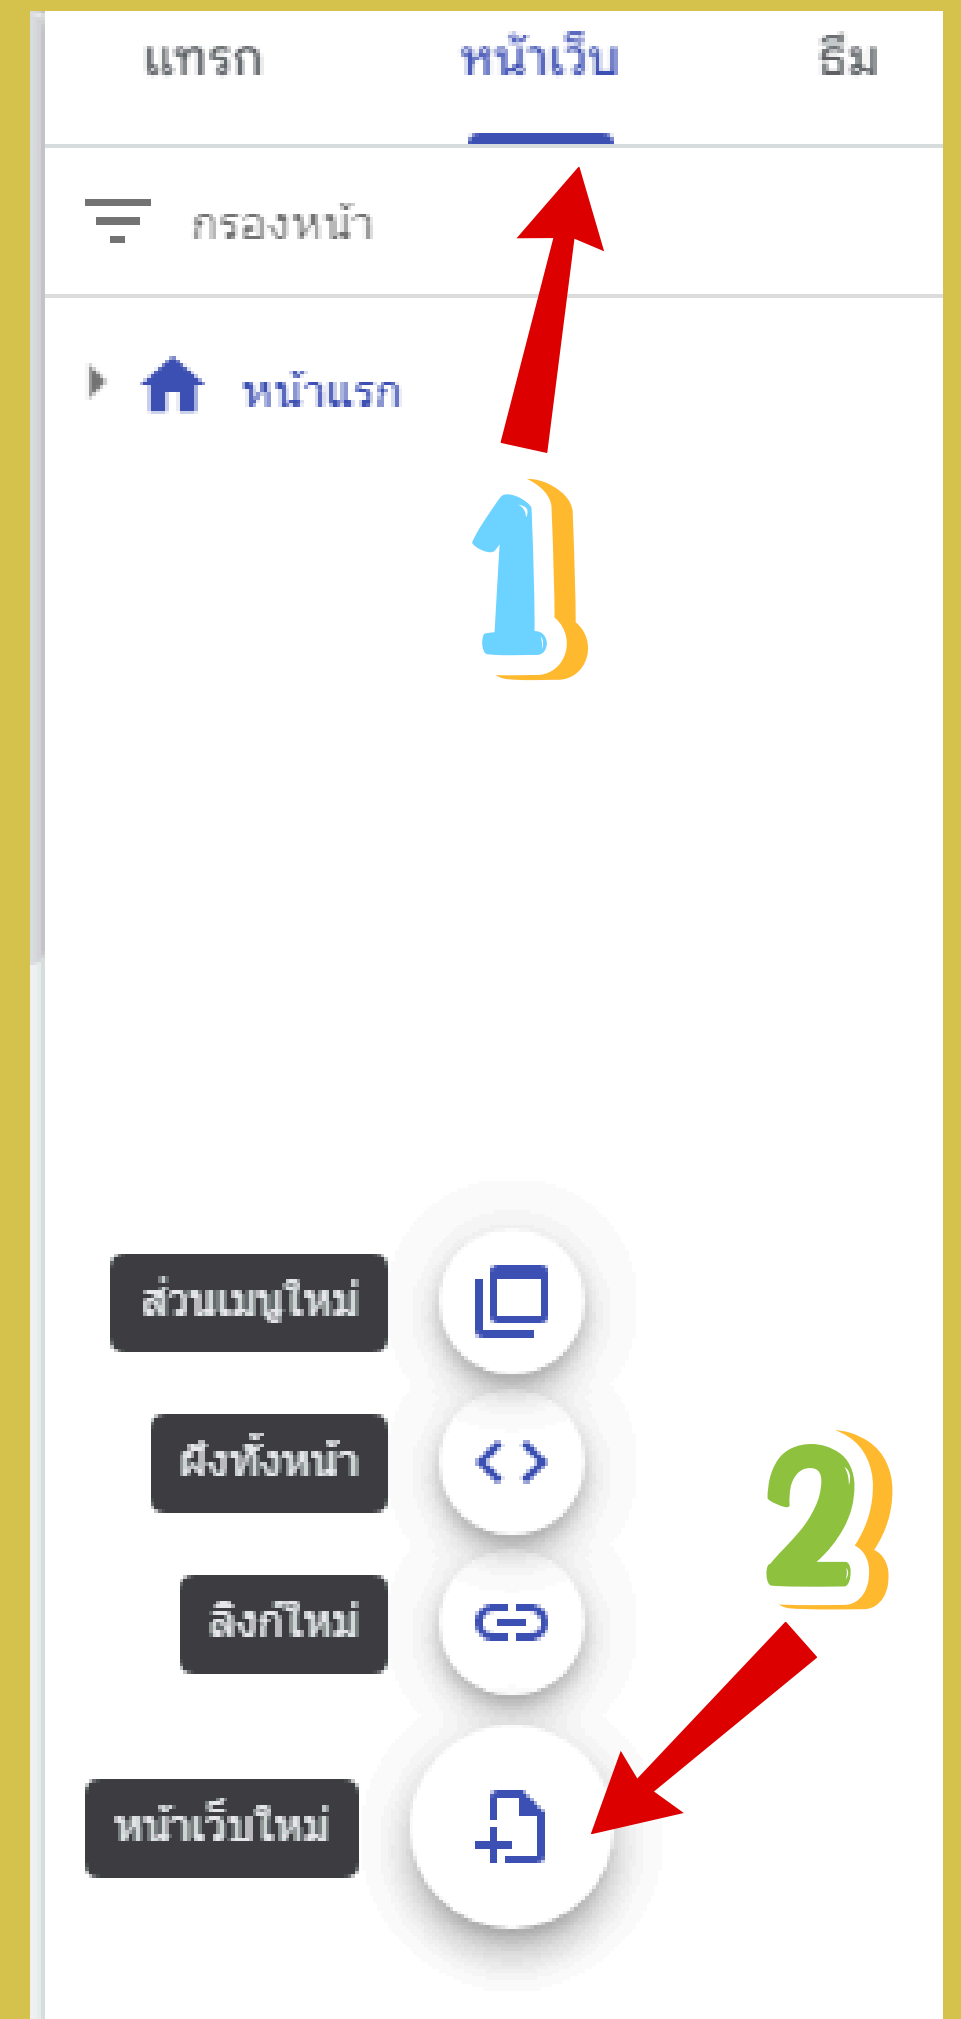 แทรก หน้าเว็บ ธีม
กรองหน้า
หน้าแรก
1
ส่วนเมนูใหม่
ฝังทั้งหน้า
2
ลิงก์ใหม่
หน้าเว็บใหม่